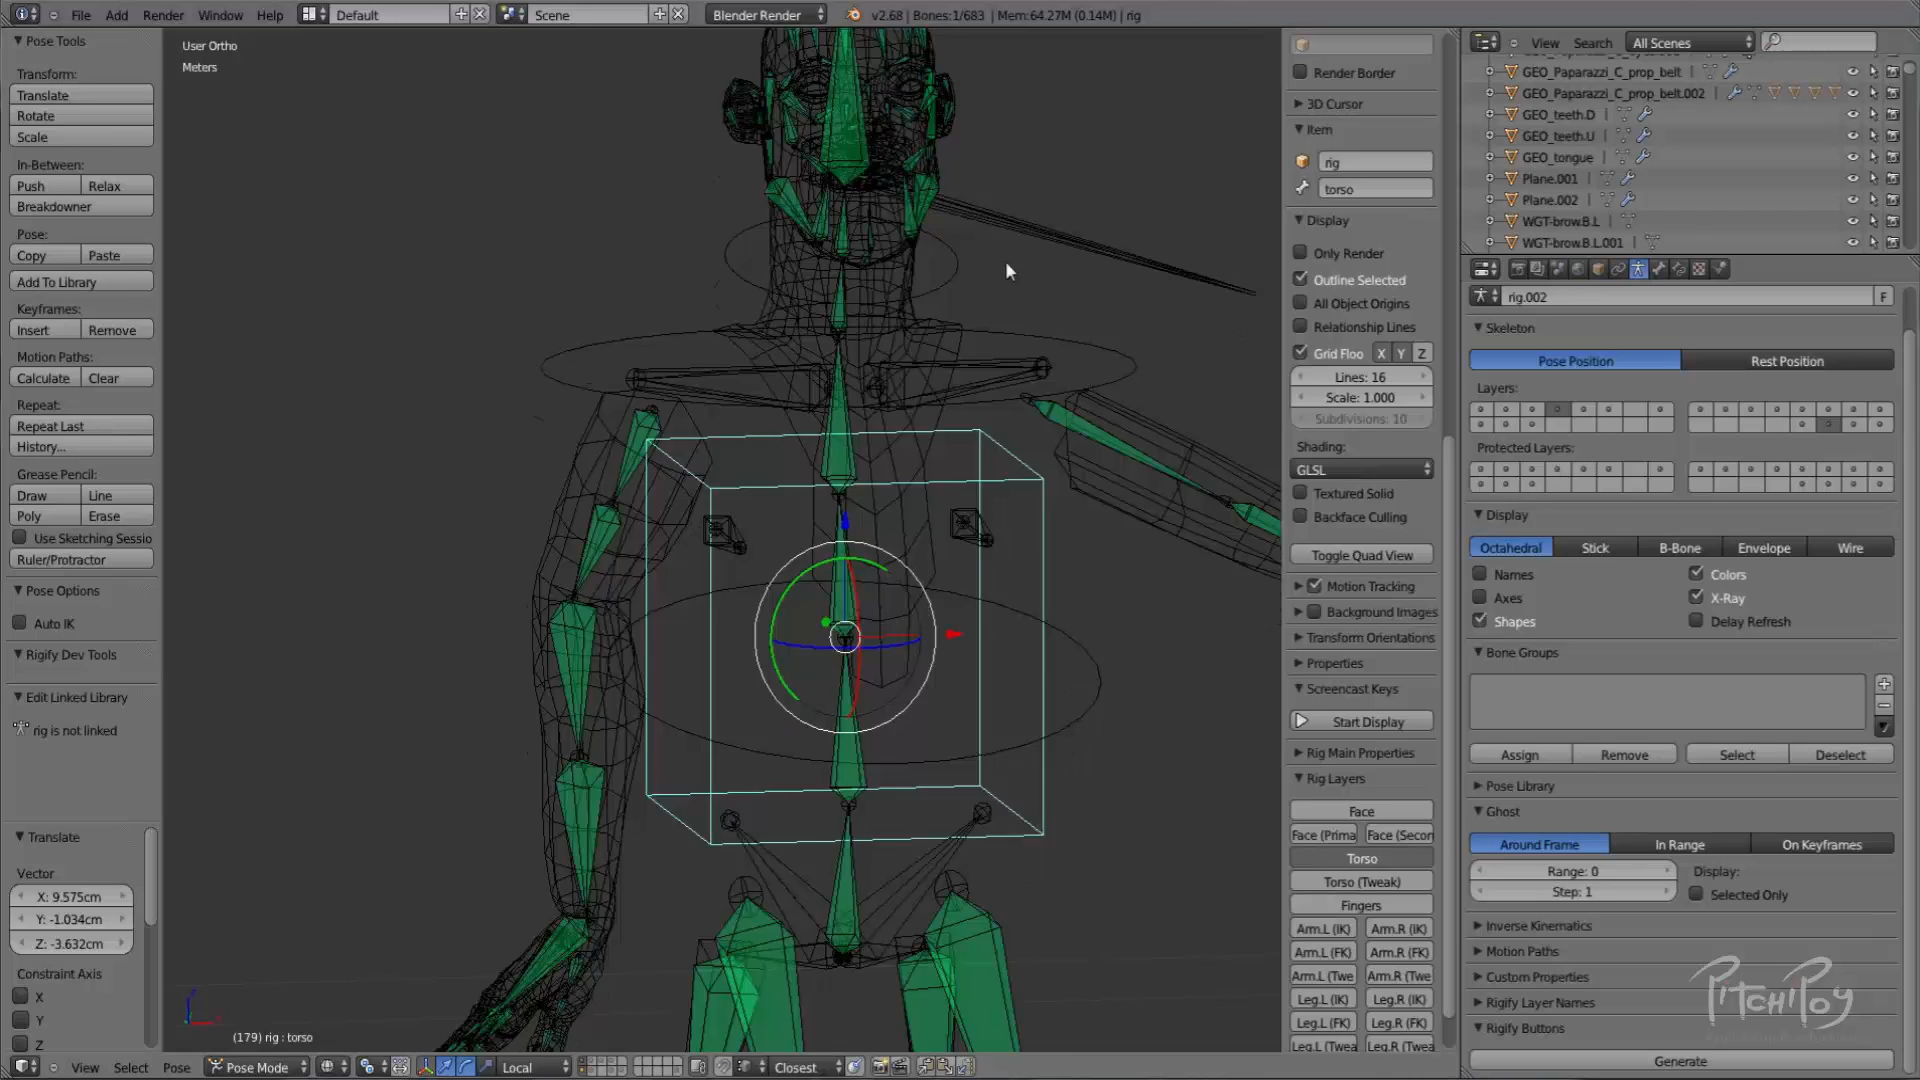 File Add Render Window Help Default Scene Blender Render v2.68 | Bones:1/683 | Mem:64.27M (0.14M) | rig
Pose Tools
Transform:
Translate
Rotate
Scale
In-Between:
Push Relax
Breakdowner
Pose:
Copy Paste
Add To Library
Keyframes:
Insert Remove
Motion Paths:
Calculate Clear
Repeat:
Repeat Last
History...
Grease Pencil:
Draw Line
Poly Erase
Use Sketching Sessio
Ruler/Protractor
Pose Options
Auto IK
Rigify Dev Tools
Edit Linked Library
rig is not linked
Translate
Vector
X: 9.575cm
Y: -1.034cm
Z: -3.632cm
Constraint Axis
X
Y
Z
User Ortho
Meters
(179) rig : torso
View Select Pose Pose Mode Local Closest
Render Border
3D Cursor
Item
rig
torso
Display
Only Render
Outline Selected
All Object Origins
Relationship Lines
Grid Floo X Y Z
Lines: 16
Scale: 1.000
Subdivisions: 10
Shading:
GLSL
Textured Solid
Backface Culling
Toggle Quad View
Motion Tracking
Background Images
Transform Orientations
Properties
Screencast Keys
Start Display
Rig Main Properties
Rig Layers
Face
Face (Prima Face (Secon
Torso
Torso (Tweak)
Fingers
Arm.L (IK) Arm.R (IK)
Arm.L (FK) Arm.R (FK)
Arm.L (Twe Arm.R (Twe
Leg.L (IK) Leg.R (IK)
Leg.L (FK) Leg.R (FK)
Leg.L (Twe Leg.R (Twe
View Search All Scenes
GEO_Paparazzi_C_prop_belt
GEO_Paparazzi_C_prop_belt.002
GEO_teeth.D
GEO_teeth.U
GEO_tongue
Plane.001
Plane.002
WGT-brow.B.L
WGT-brow.B.L.001
rig.002 F
Skeleton
Pose Position Rest Position
Layers:
Protected Layers:
Display
Octahedral Stick B-Bone Envelope Wire
Names Colors
Axes X-Ray
Shapes Delay Refresh
Bone Groups
Assign Remove Select Deselect
Pose Library
Ghost
Around Frame In Range On Keyframes
Range: 0 Display:
Step: 1 Selected Only
Inverse Kinematics
Motion Paths
Custom Properties
Rigify Layer Names
Rigify Buttons
Generate
PitchiPoy